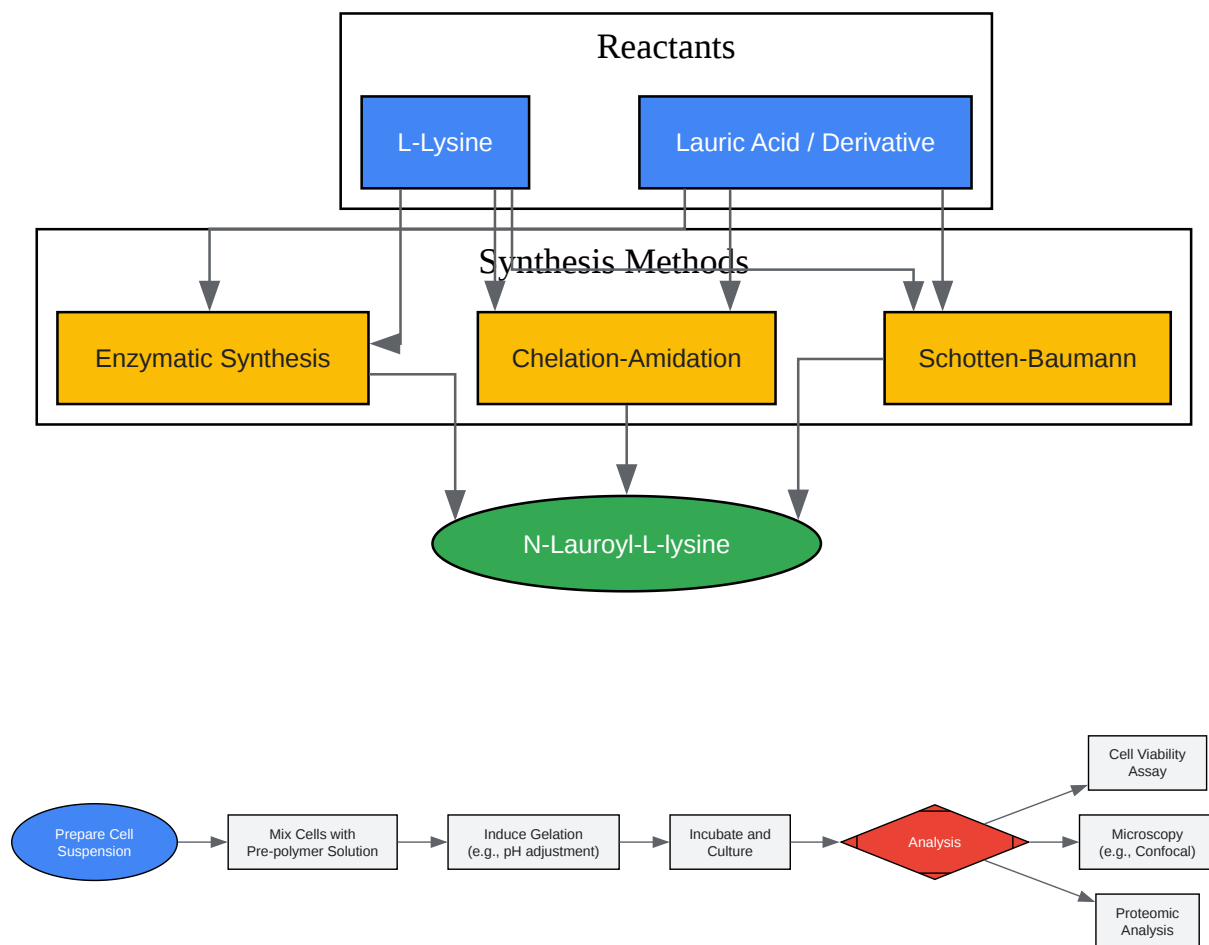 Reactants
L-Lysine
Lauric Acid / Derivative
Synthesis Methods
Enzymatic Synthesis
Chelation-Amidation
Schotten-Baumann
N-Lauroyl-L-lysine
Prepare Cell
Suspension
Mix Cells with
Pre-polymer Solution
Induce Gelation
(e.g., pH adjustment)
Incubate and
Culture
Analysis
Cell Viability
Assay
Microscopy
(e.g., Confocal)
Proteomic
Analysis